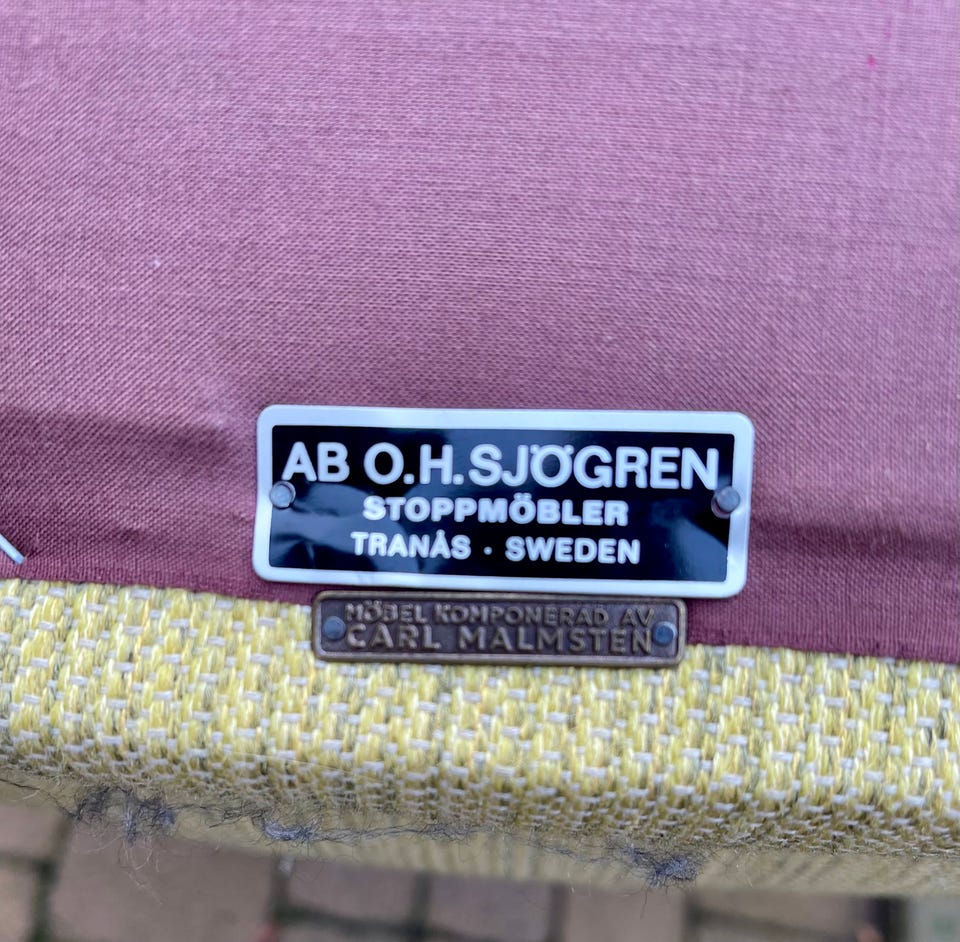 AB O.H. SJÖGREN
STOPPMÖBLER
TRANÅS · SWEDEN
MÖBEL KOMPONERAD AV
CARL MALMSTEN